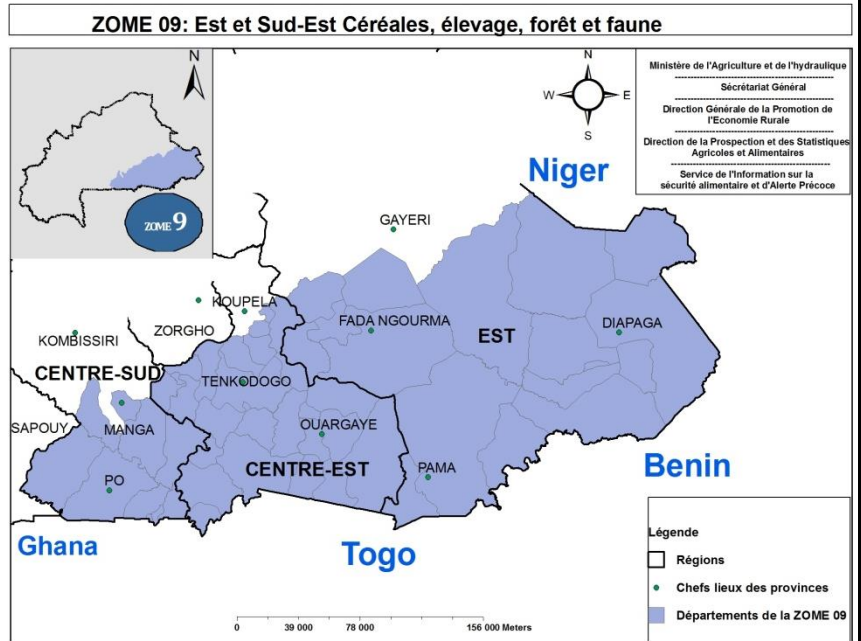 ZOME 09: Est et Sud-Est Céréales, élevage, forêt et faune
N
ZOME 9
N
W
E
S
Ministère de l'Agriculture et de l'hydraulique
Sécrétariat Général
Direction Générale de la Promotion de
l'Economie Rurale
Direction de la Prospection et des Statistiques
Agricoles et Alimentaires
Service de l'Information sur la
sécurité alimentaire et d'Alerte Précoce
Niger
GAYERI
KOUPELA
ZORGHO
KOMBISSIRI
FADA NGOURMA
EST
DIAPAGA
CENTRE-SUD
TENKODOGO
SAPOUY
MANGA
OUARGAYE
CENTRE-EST
PAMA
PO
Benin
Ghana
Togo
Légende
Régions
Chefs lieux des provinces
Départements de la ZOME 09
0
39 000
78 000
156 000 Meters